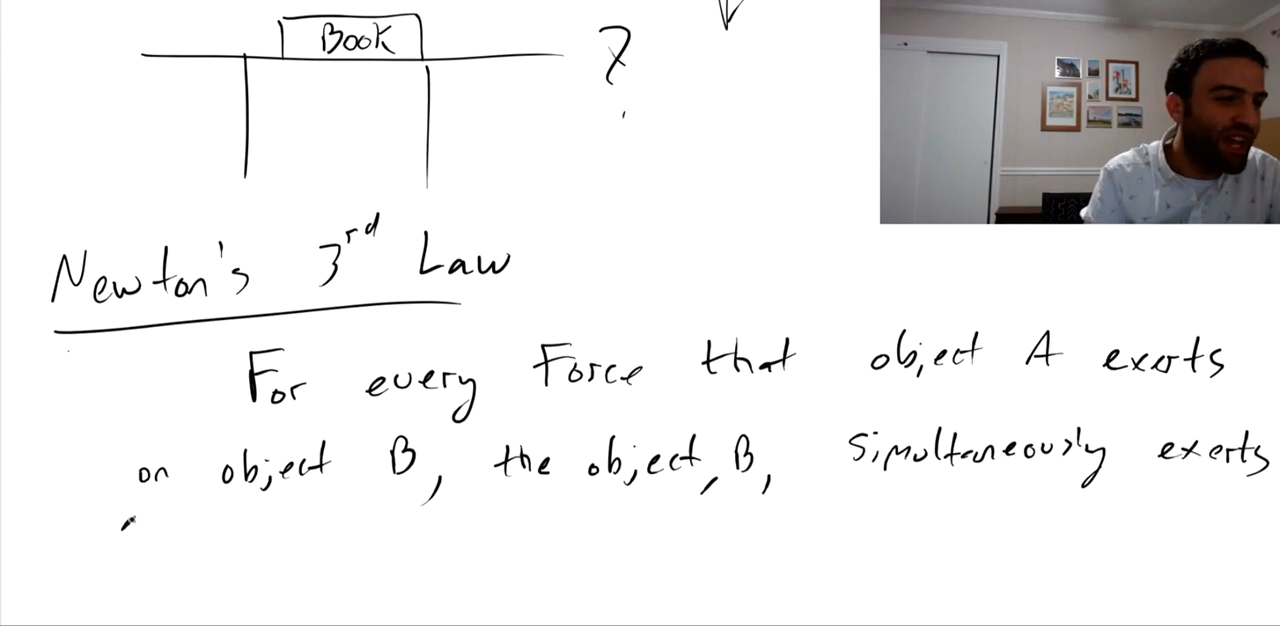 Book
?
Newton's 3rd Law
For every Force that object A exerts
on object B, the object, B, simultaneously exerts